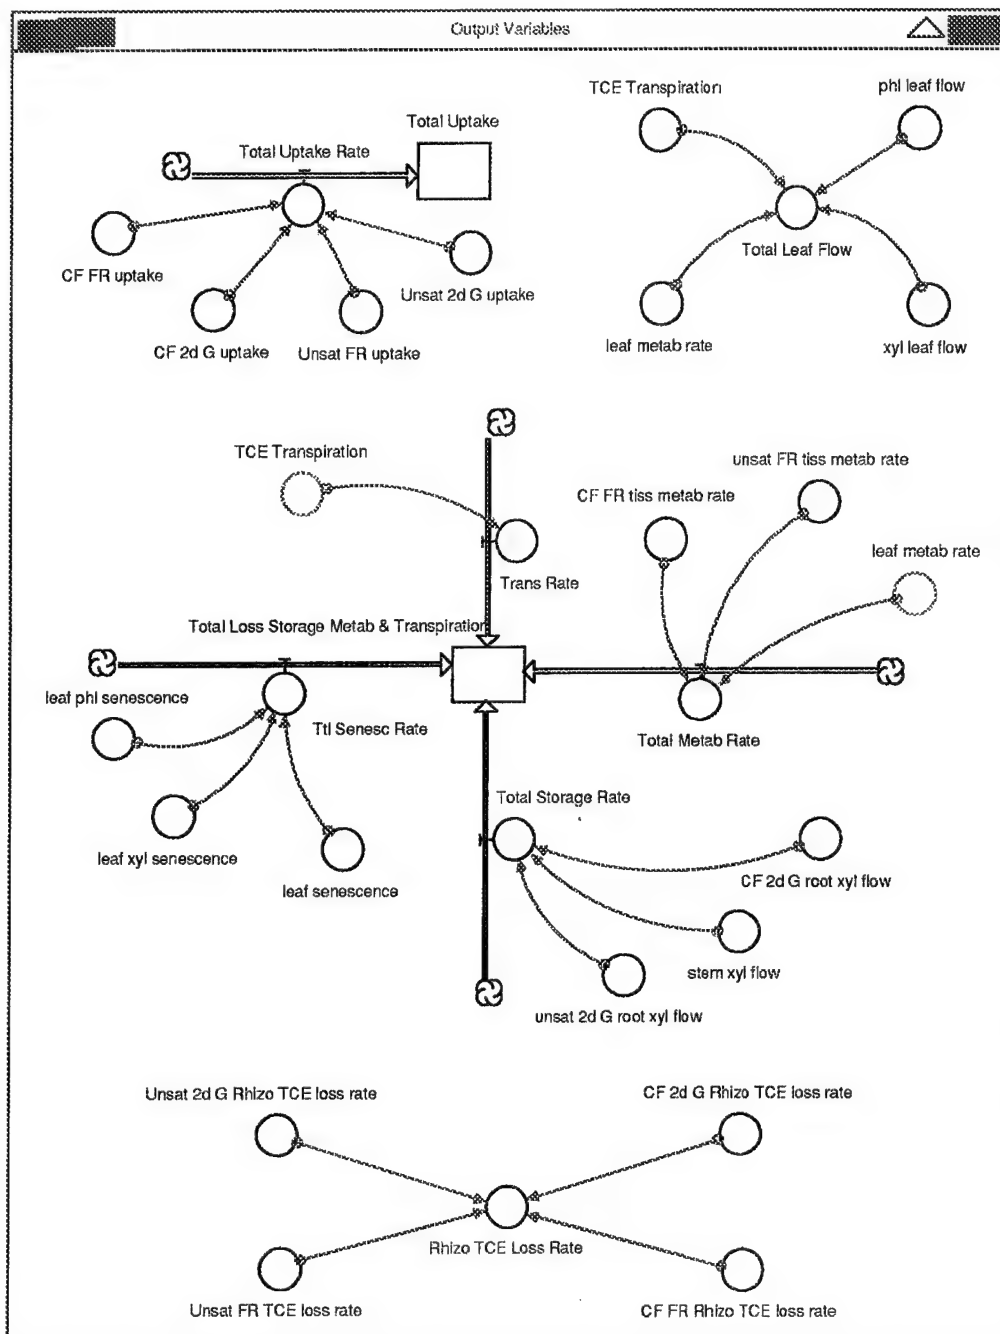 Output Variables
TCE Transpiration
phl leaf flow
Total Uptake
Total Uptake Rate
CF FR uptake
Unsat 2d G uptake
CF 2d G uptake
Unsat FR uptake
Total Leaf Flow
leaf metab rate
xyl leaf flow
TCE Transpiration
unsat FR tiss metab rate
CF FR tiss metab rate
leaf metab rate
Trans Rate
Total Loss Storage Metab & Transpiration
leaf phl senescence
Ttl Senesc Rate
Total Metab Rate
Total Storage Rate
leaf xyl senescence
leaf senescence
CF 2d G root xyl flow
stem xyl flow
unsat 2d G root xyl flow
Unsat 2d G Rhizo TCE loss rate
CF 2d G Rhizo TCE loss rate
Rhizo TCE Loss Rate
Unsat FR TCE loss rate
CF FR Rhizo TCE loss rate